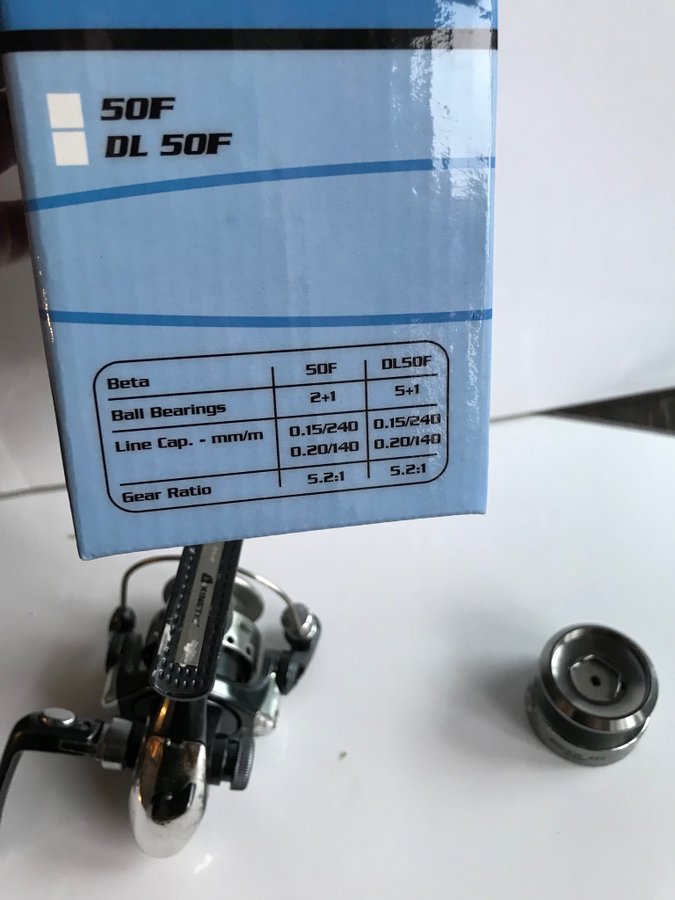 50F
DL 50F
Beta 50F DL50F
Ball Bearings 2+1 5+1
Line Cap. - mm/m 0.15/240 0.15/240
0.20/140 0.20/140
Gear Ratio 5.2:1 5.2:1
KINETIC